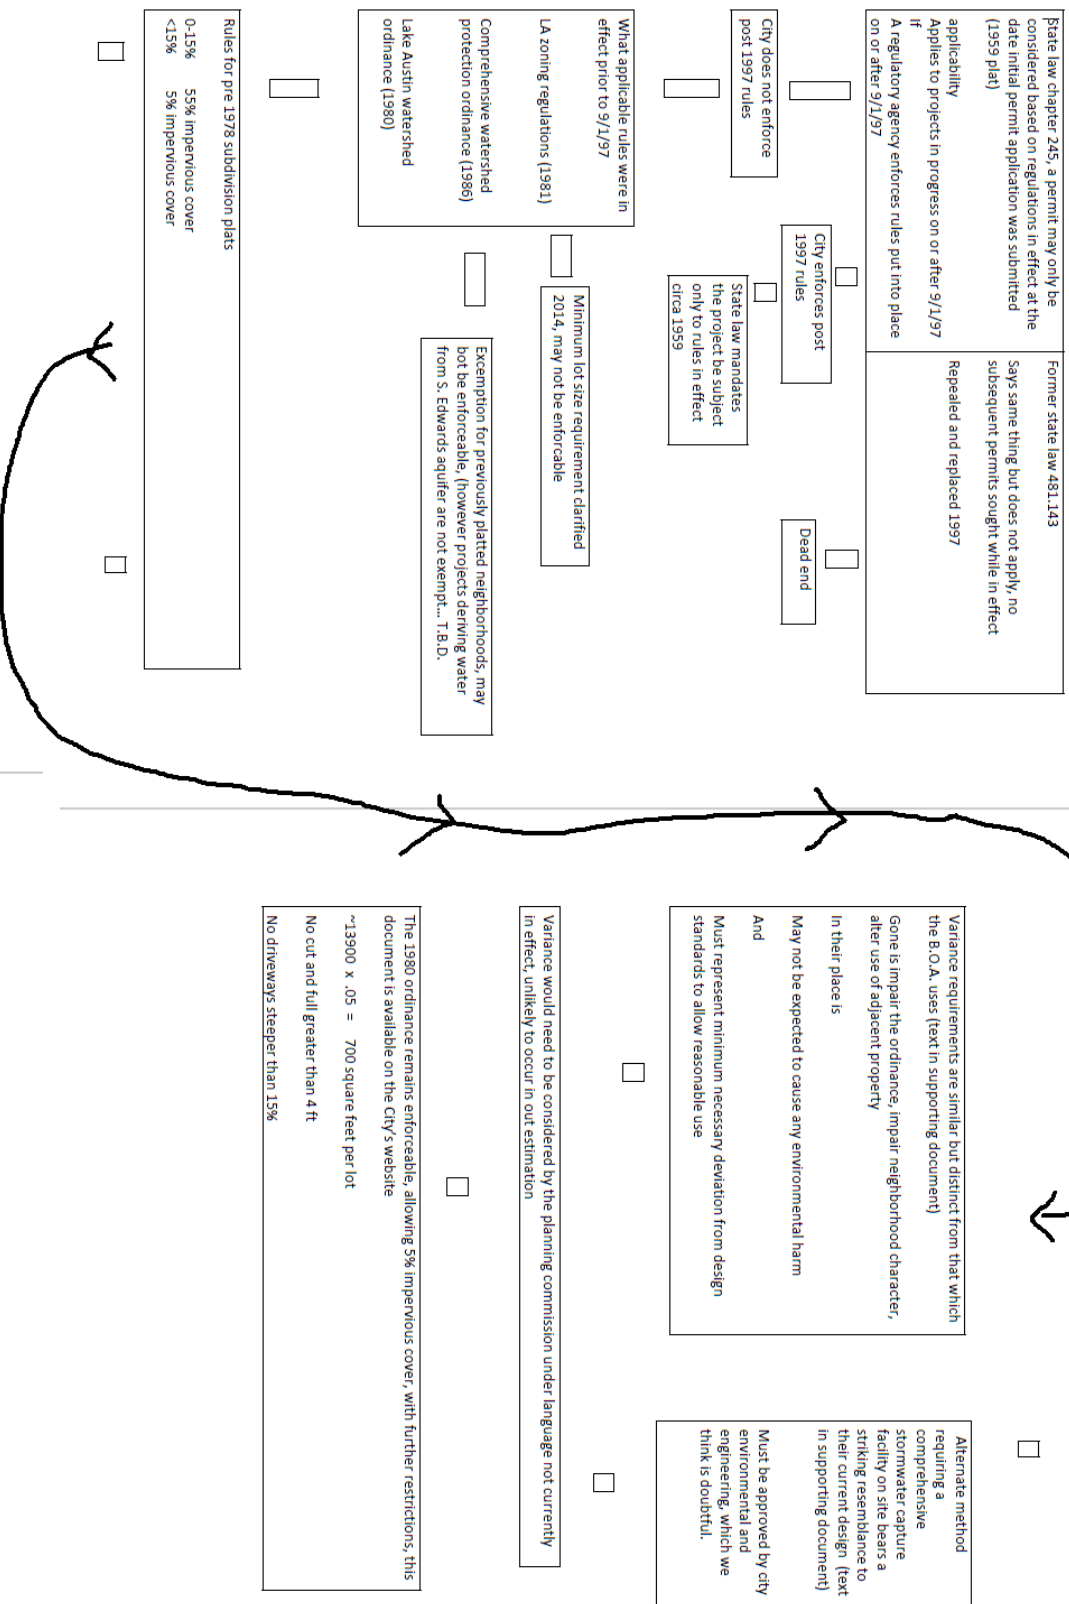 State law chapter 245, a permit may only be
considered based on regulations in effect at the
date initial permit application was submitted
(1959 plat)
applicability
Applies to projects in progress on or after 9/1/97
if
A regulatory agency enforces rules put into place
on or after 9/1/97
Former state law 481.143
Says same thing but does not apply, no
subsequent permits sought while in effect
Repealed and replaced 1997
City does not enforce
post 1997 rules
City enforces post
1997 rules
Dead end
State law mandates
the project be subject
only to rules in effect
circa 1959
What applicable rules were in
effect prior to 9/1/97
LA zoning regulations (1981)
Comprehensive watershed
protection ordinance (1986)
Lake Austin watershed
ordinance (1980)
Minimum lot size requirement clarified
2014, may not be enforcable
Excemption for previously platted neighborhoods, may
bot be enforceable, (however projects deriving water
from S. Edwards aquifer are not exempt... T.B.D.
Rules for pre 1978 subdivision plats
0-15% 55% impervious cover
<15% 5% impervious cover
Variance requirements are similar but distinct from that which
the B.O.A. uses (text in supporting document)
Gone is impair the ordinance, impair neighborhood character,
alter use of adjacent property
In their place is
May not be expected to cause any environmental harm
And
Must represent minimum necessary deviation from design
standards to allow reasonable use
Alternate method
requiring a
comprehensive
stormwater capture
facility on site bears a
striking resemblance to
their current design (text
in supporting document)
Must be approved by city
environmental and
engineering, which we
think is doubtful.
Variance would need to be considered by the planning commission under language not currently
in effect, unlikely to occur in out estimation
The 1980 ordinance remains enforceable, allowing 5% impervious cover, with further restrictions, this
document is available on the City's website
~13900 x .05 = 700 square feet per lot
No cut and full greater than 4 ft
No driveways steeper than 15%